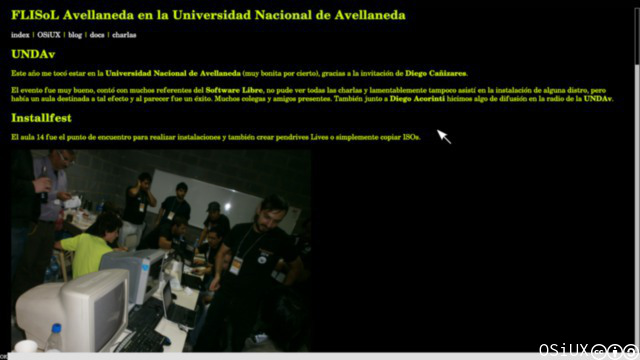 FLISoL Avellaneda en la Universidad Nacional de Avellaneda
index | OSiUX | blog | docs | charlas
UNDAv
Este año me tocó estar en la Universidad Nacional de Avellaneda (muy bonita por cierto), gracias a la invitación de Diego Cañizares.
El evento fue muy bueno, conté con muchos referentes del Software Libre, no pude ver todas las charlas y lamentablemente tampoco asistí en la instalación de alguna distro, pero
había un aula destinada a tal efecto y al parecer fue un éxito. Muchos colegas y amigos presentes. También junto a Diego Acorinti hicimos algo de difusión en la radio de la UNDAv.
Installfest
El aula 14 fue el punto de encuentro para realizar instalaciones y también crear pendrives Lives o simplemente copiar ISOs.
OSiUX